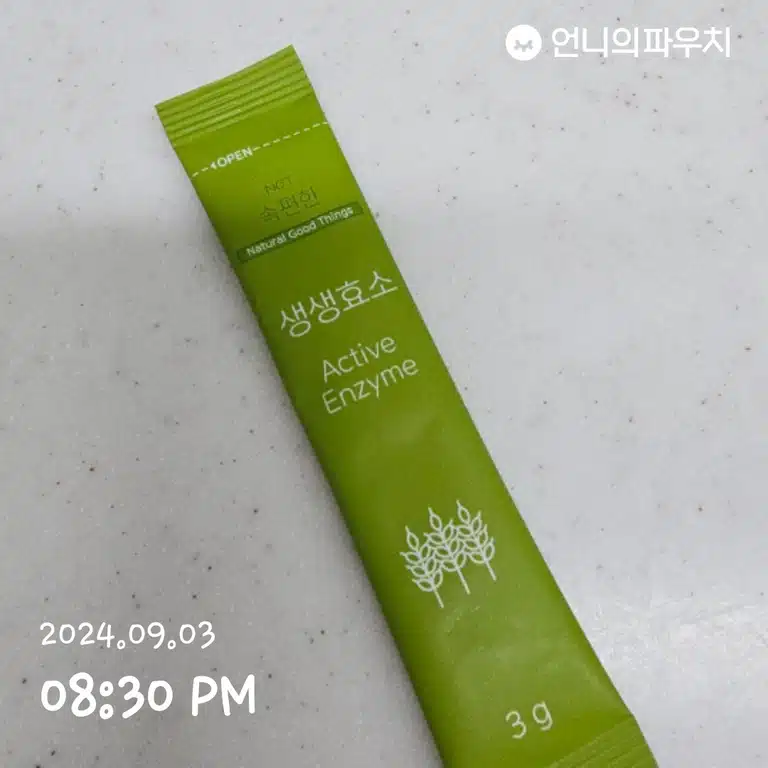 언니의파우치
OPEN
NGT
속편한
Natural Good Things
생생효소
Active
Enzyme
3g
2024.09.03
08:30 PM